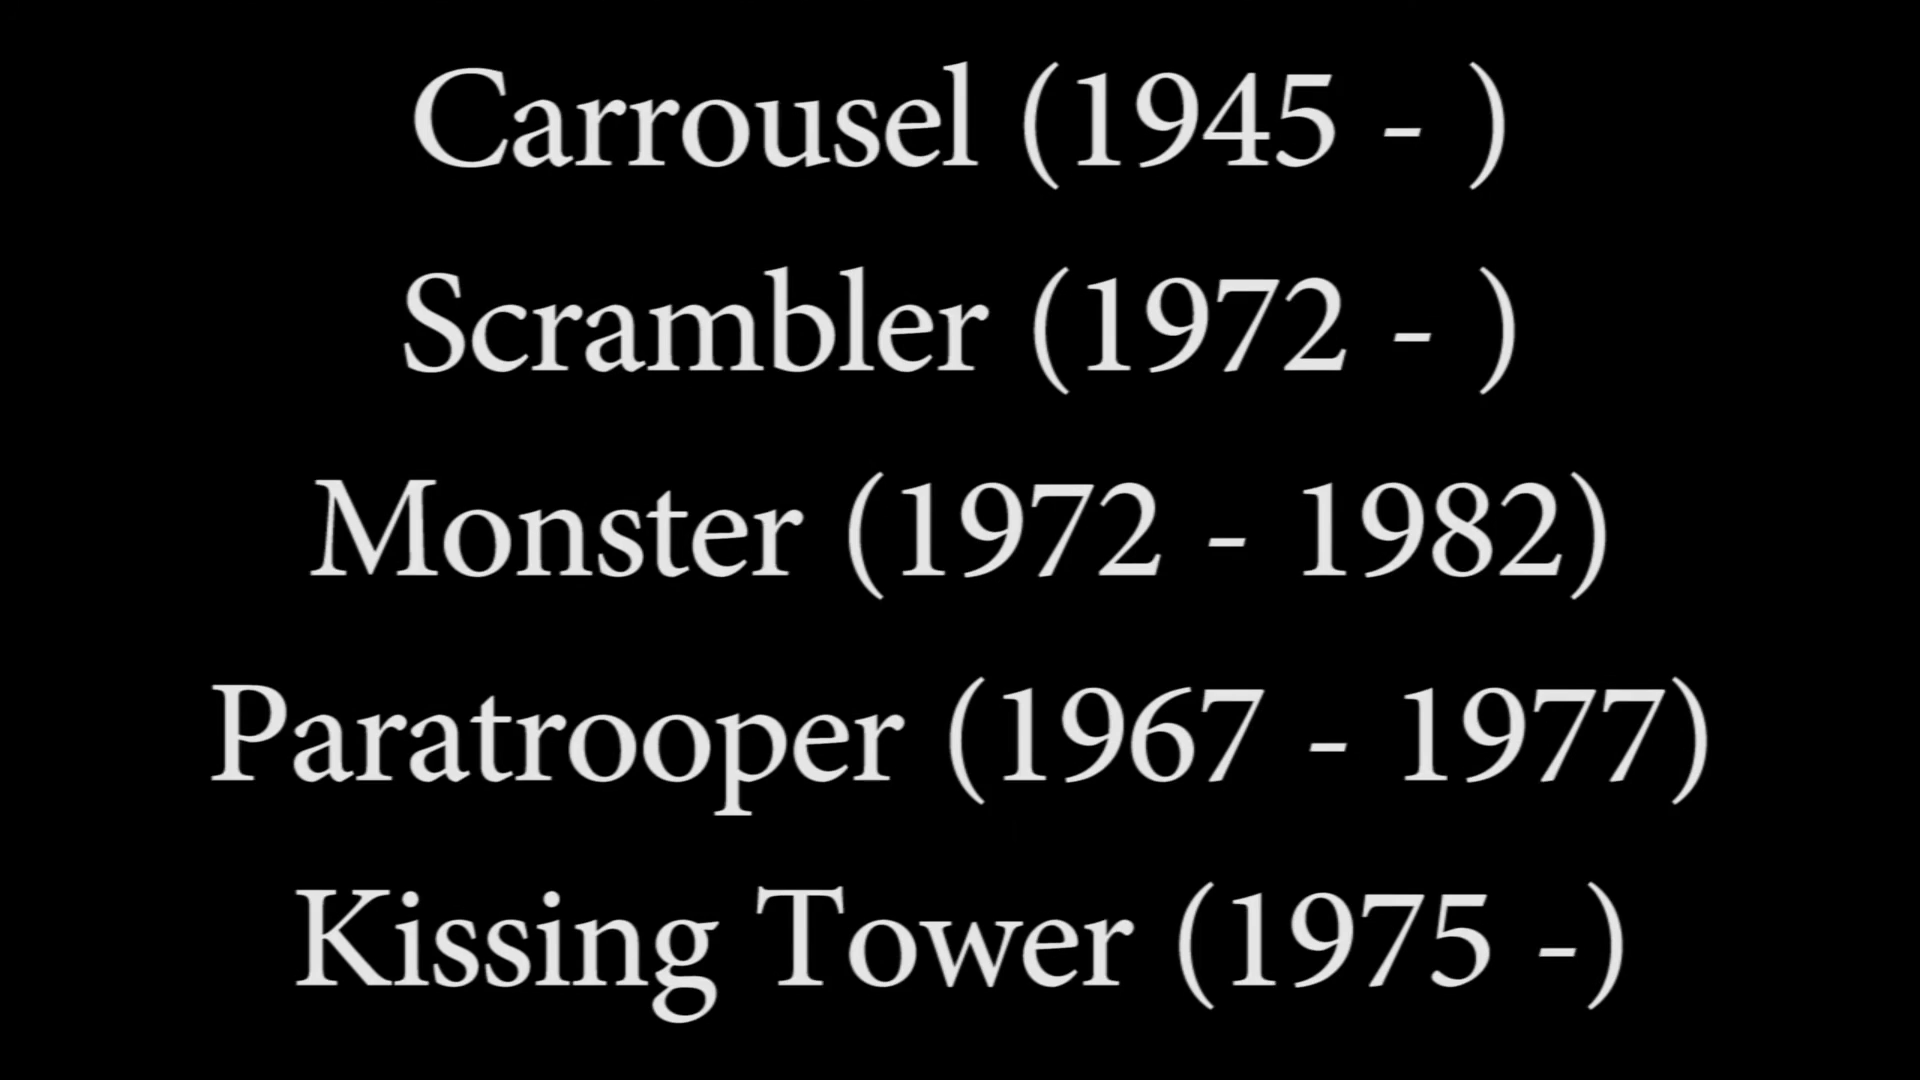 Carrousel (1945 - )
Scrambler (1972 - )
Monster (1972 - 1982)
Paratrooper (1967 - 1977)
Kissing Tower (1975 -)